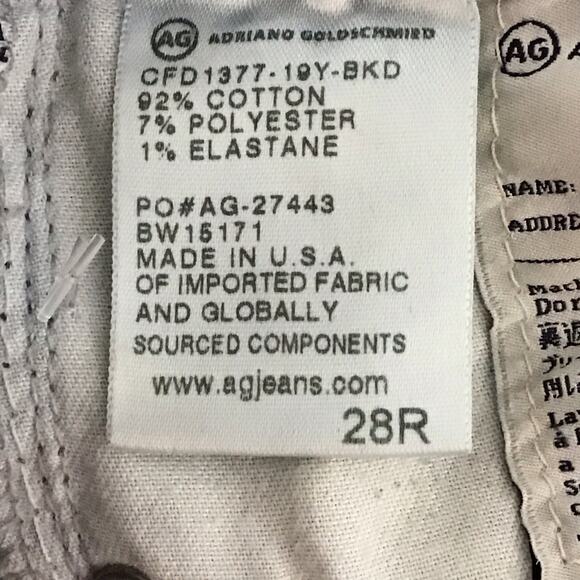 AG ADRIANO GOLDSCHMIED
CFD1377-19Y-BKD
92% COTTON
7% POLYESTER
1% ELASTANE
PO#AG-27443
BW15171
MADE IN U.S.A.
OF IMPORTED FABRIC
AND GLOBALLY
SOURCED COMPONENTS
www.agjeans.com
28R
AG
NAME: